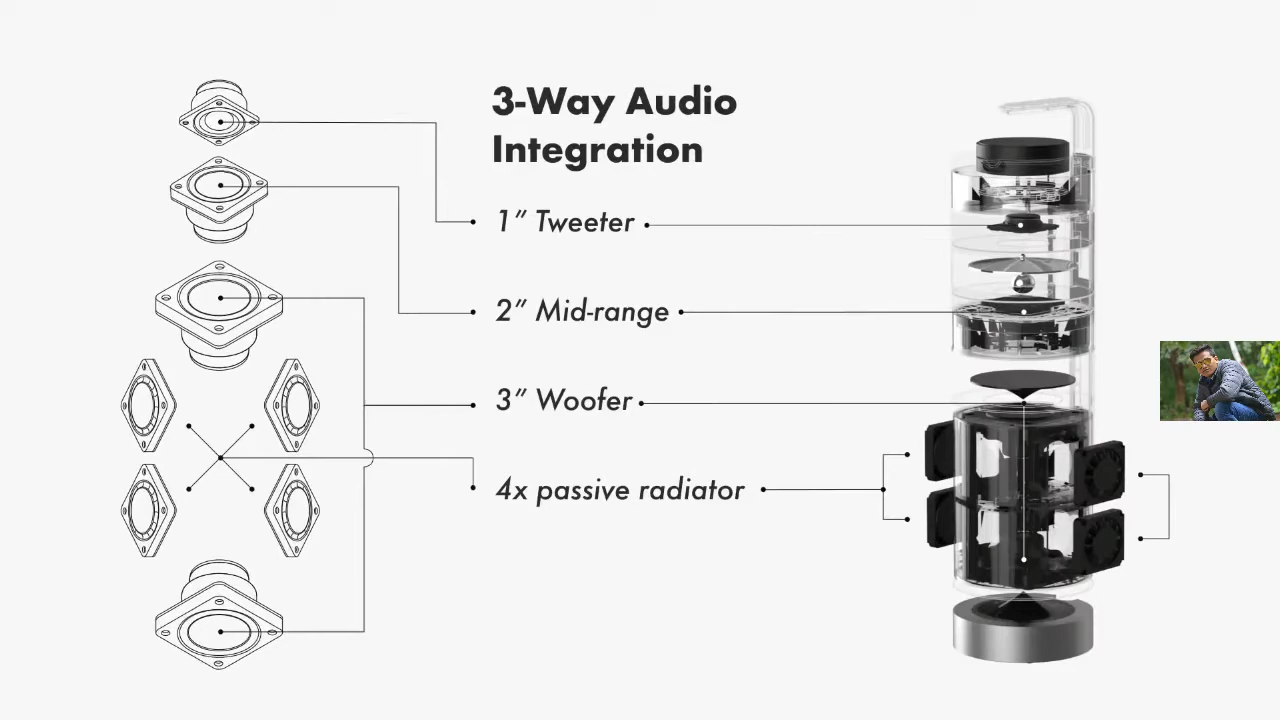 3-Way Audio
Integration
1” Tweeter
2” Mid-range
3” Woofer
4x passive radiator